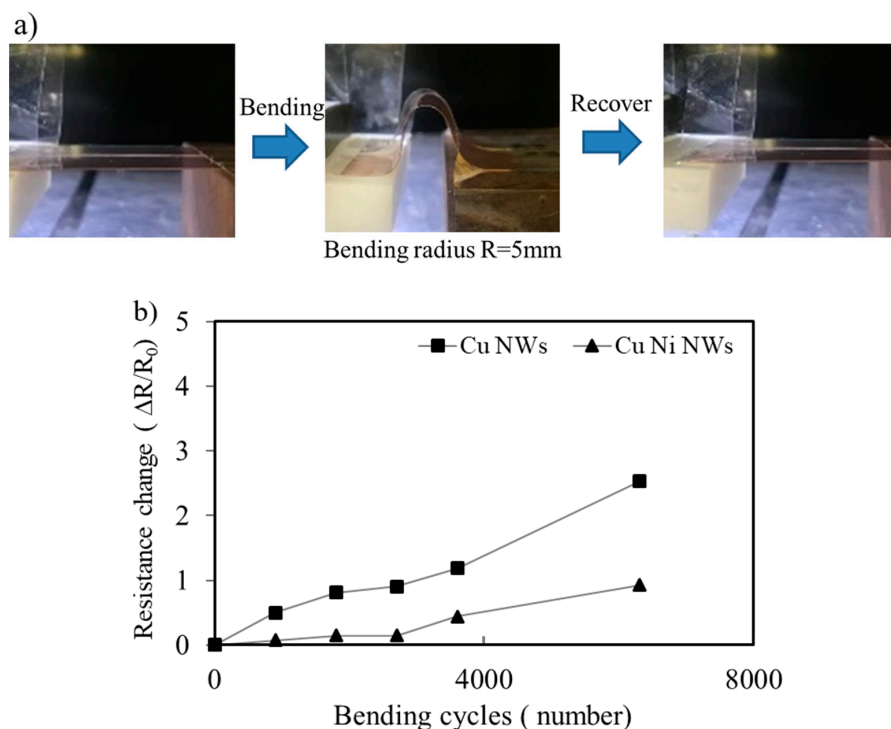 a)
Bending
Recover
Bending radius R=5mm
b)
Cu NWs
Cu Ni NWs
Resistance change ( ΔR/R₀)
5
4
3
2
1
0
0
4000
8000
Bending cycles ( number)